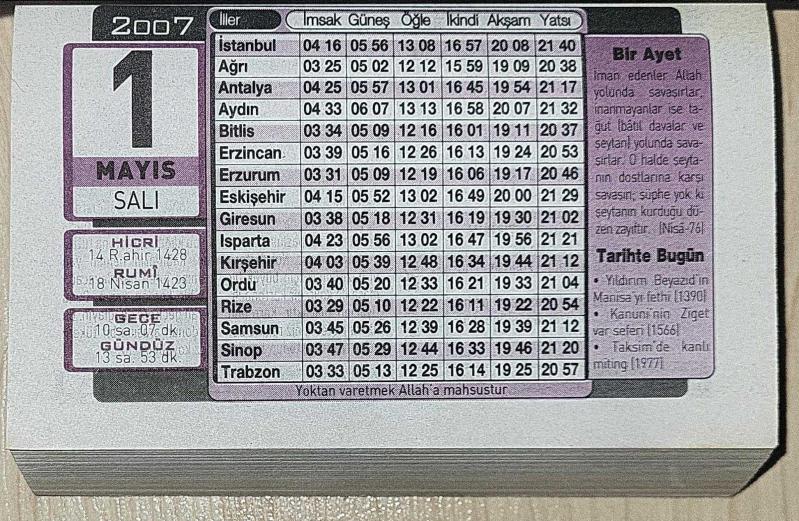 2007
1
MAYIS
SALI
HİCRÎ
14 R.ahir 1428
RUMÎ
18 Nisan 1423
GECE
10 sa. 07 dk.
GÜNDÜZ
13 sa. 53 dk.
İller İmsak Güneş Öğle İkindi Akşam Yatsı
İstanbul 04 16 05 56 13 08 16 57 20 08 21 40
Ağrı 03 25 05 02 12 12 15 59 19 09 20 38
Antalya 04 25 05 57 13 01 16 45 19 54 21 17
Aydın 04 33 06 07 13 13 16 58 20 07 21 32
Bitlis 03 34 05 09 12 16 16 01 19 11 20 37
Erzincan 03 39 05 16 12 26 16 13 19 24 20 53
Erzurum 03 31 05 09 12 19 16 06 19 17 20 46
Eskişehir 04 15 05 52 13 02 16 49 20 00 21 29
Giresun 03 38 05 18 12 31 16 19 19 30 21 02
Isparta 04 23 05 56 13 02 16 47 19 56 21 21
Kırşehir 04 03 05 39 12 48 16 34 19 44 21 12
Ordu 03 40 05 20 12 33 16 21 19 33 21 04
Rize 03 29 05 10 12 22 16 11 19 22 20 54
Samsun 03 45 05 26 12 39 16 28 19 39 21 12
Sinop 03 47 05 29 12 44 16 33 19 46 21 20
Trabzon 03 33 05 13 12 25 16 14 19 25 20 57
Yoktan varetmek Allah'a mahsustur
Bir Ayet
İman edenler Allah
yolunda savaşırlar,
inanmayanlar ise ta-
ğut (bâtıl davalar ve
şeytan) yolunda sava-
şırlar. O halde şeyta-
nın dostlarına karşı
savaşın; şüphe yok ki
şeytanın kurduğu dü-
zen zayıftır. (Nisâ-76)
Tarihte Bugün
• Yıldırım Beyazıd'ın
Manisa'yı fethi (1390)
• Kanuni'nin Ziget
var seferi (1566)
• Taksim'de kanlı
miting (1977)